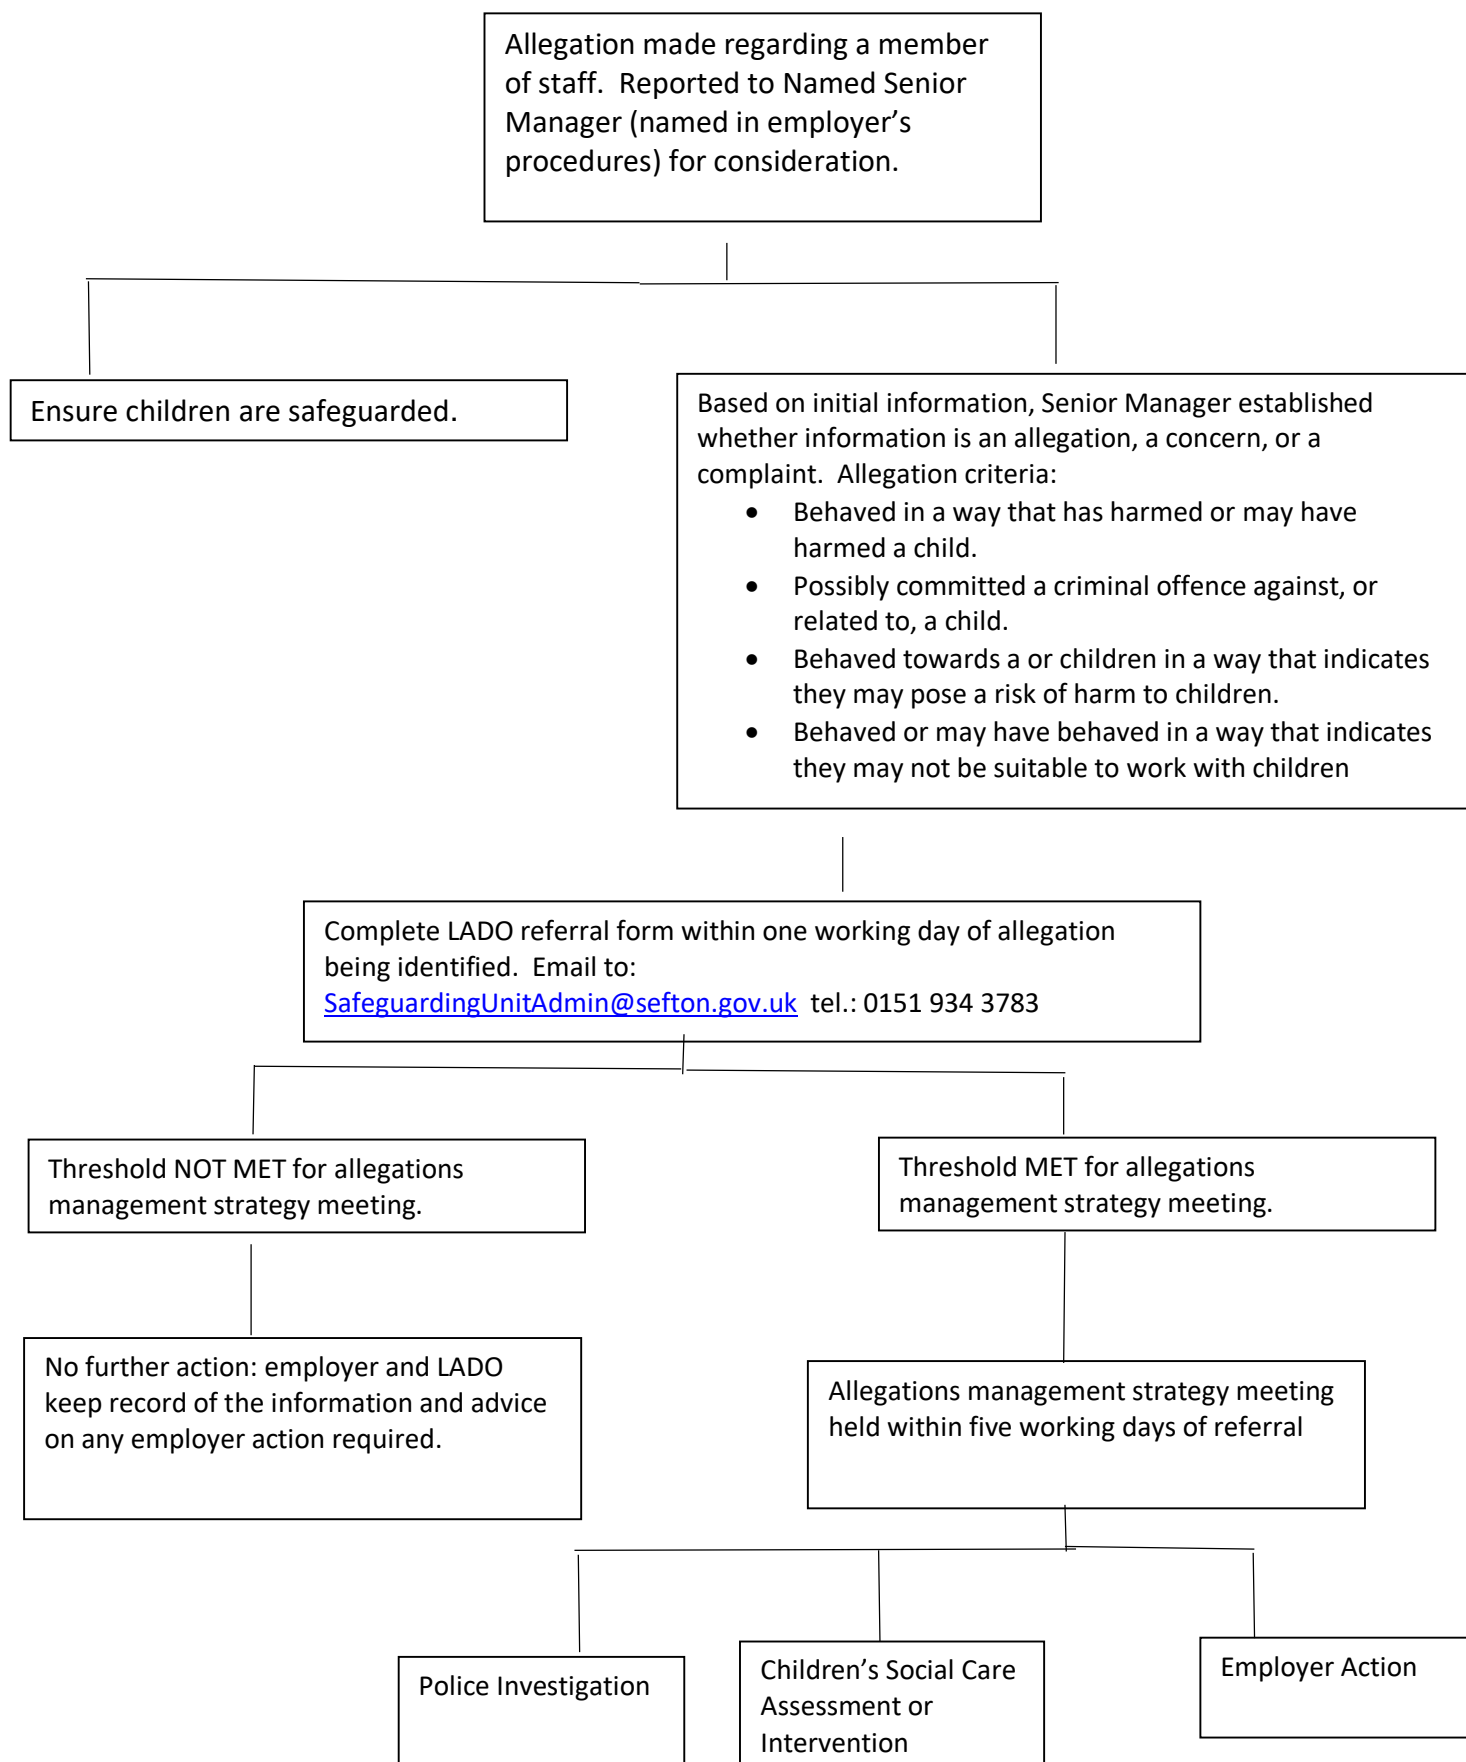 Allegation made regarding a member
of staff.  Reported to Named Senior
Manager (named in employer’s
procedures) for consideration.
Ensure children are safeguarded.
Based on initial information, Senior Manager established
whether information is an allegation, a concern, or a
complaint.  Allegation criteria:
• Behaved in a way that has harmed or may have
harmed a child.
• Possibly committed a criminal offence against, or
related to, a child.
• Behaved towards a or children in a way that indicates
they may pose a risk of harm to children.
• Behaved or may have behaved in a way that indicates
they may not be suitable to work with children
Complete LADO referral form within one working day of allegation
being identified.  Email to:
SafeguardingUnitAdmin@sefton.gov.uk  tel.: 0151 934 3783
Threshold NOT MET for allegations
management strategy meeting.
Threshold MET for allegations
management strategy meeting.
No further action: employer and LADO
keep record of the information and advice
on any employer action required.
Allegations management strategy meeting
held within five working days of referral
Police Investigation
Children’s Social Care
Assessment or
Intervention
Employer Action